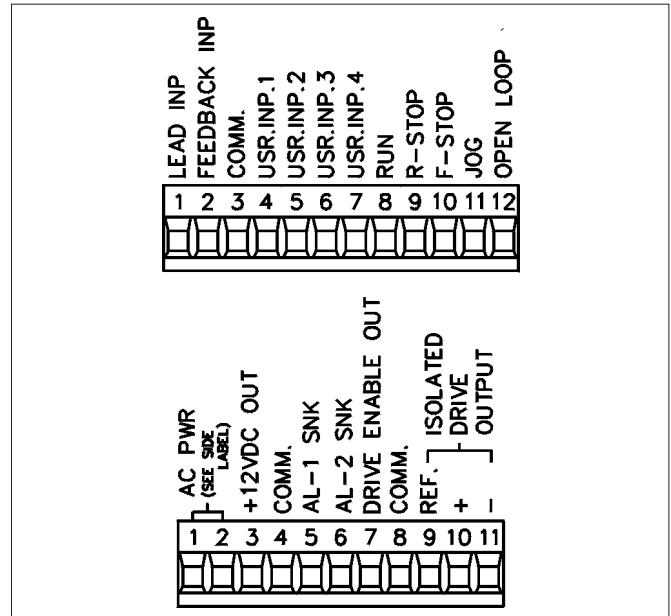 LEAD INP
FEEDBACK INP
COMM.
USR.INP.1
USR.INP.2
USR.INP.3
USR.INP.4
RUN
R-STOP
F-STOP
JOG
OPEN LOOP
1 2 3 4 5 6 7 8 9 10 11 12
AC PWR
(SEE SIDE
LABEL)
+12VDC OUT
COMM.
AL-1 SNK
AL-2 SNK
DRIVE ENABLE OUT
COMM.
REF.
+
-
ISOLATED
DRIVE
OUTPUT
1 2 3 4 5 6 7 8 9 10 11